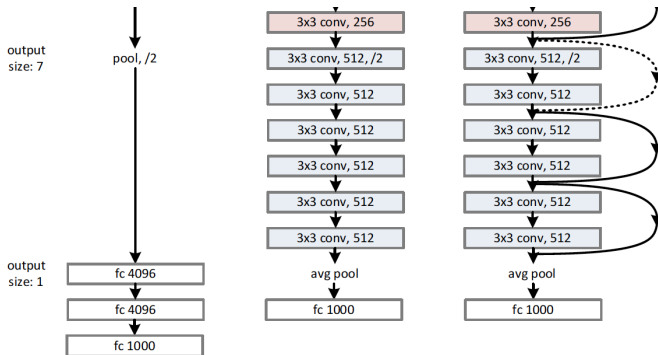 3x3 conv, 256
3x3 conv, 256
output
size: 7
pool, /2
3x3 conv, 512, /2
3x3 conv, 512, /2
3x3 conv, 512
3x3 conv, 512
3x3 conv, 512
3x3 conv, 512
3x3 conv, 512
3x3 conv, 512
3x3 conv, 512
3x3 conv, 512
3x3 conv, 512
3x3 conv, 512
output
size: 1
fc 4096
avg pool
avg pool
fc 4096
fc 1000
fc 1000
fc 1000